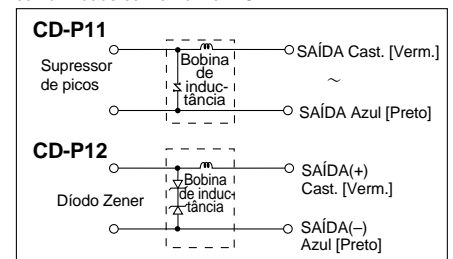 CD-P11
Supressor
de picos
Bobina
de
induc-
tância
SAÍDA Cast. [Verm.]
~
SAÍDA Azul [Preto]
CD-P12
Díodo Zener
Bobina
de induc-
tância
SAÍDA(+)
Cast. [Verm.]
SAÍDA(–)
Azul [Preto]